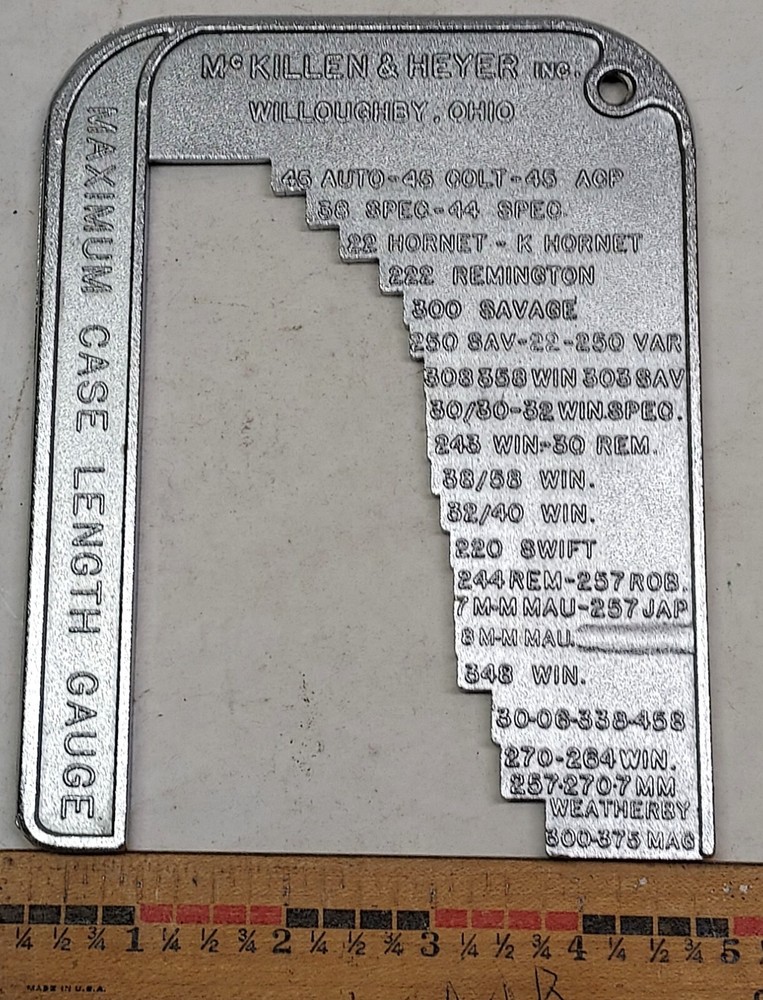 McKILLEN & HEYER INC.
WILLOUGHBY, OHIO
MAXIMUM CASE LENGTH GAUGE
45 AUTO-45 COLT-45 ACP
38 SPEC-44 SPEC.
22 HORNET - K HORNET
222 REMINGTON
300 SAVAGE
250 SAV-22-250 VAR
308 358 WIN 303 SAV
30/30-32 WIN.SPEC.
243 WIN-30 REM.
38/58 WIN.
32/40 WIN.
220 SWIFT
244 REM-257 ROB.
7 M-M MAU-257 JAP
8 M-M MAU.
348 WIN.
30-06-338-458
270-264 WIN.
257-270-7 MM
WEATHERBY
300-375 MAG
1/4 1/2 3/4 1 1/4 1/2 3/4 2 1/4 1/2 3/4 3 1/4 1/2 3/4 4 1/4 1/2 3/4 5
MADE IN U.S.A.